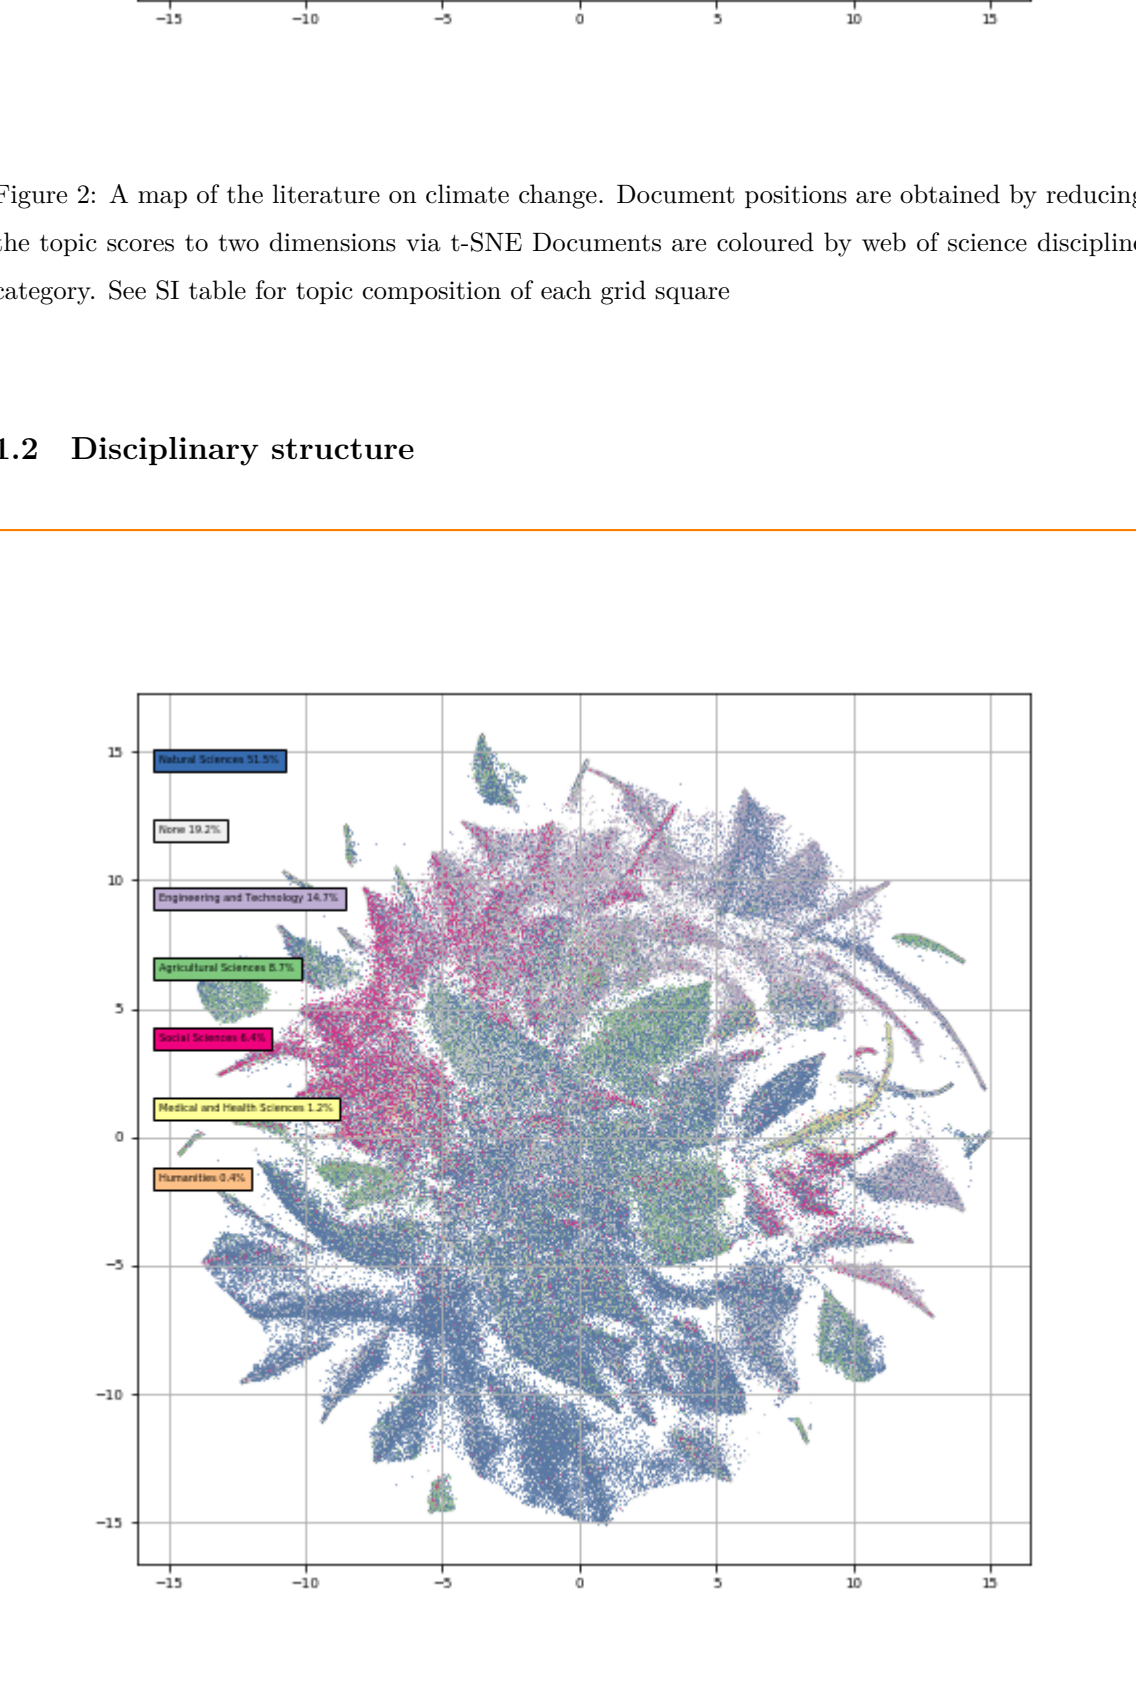 −15 −10 −5 0 5 10 15
Figure 2: A map of the literature on climate change. Document positions are obtained by reducing
the topic scores to two dimensions via t-SNE Documents are coloured by web of science discipline
category. See SI table for topic composition of each grid square
1.2 Disciplinary structure
15
Natural Sciences 51.5%
None 19.2%
10
Engineering and Technology 14.7%
Agricultural Sciences 8.7%
5
Social Sciences 6.4%
Medical and Health Sciences 1.2%
0
Humanities 0.4%
−5
−10
−15
−15 −10 −5 0 5 10 15